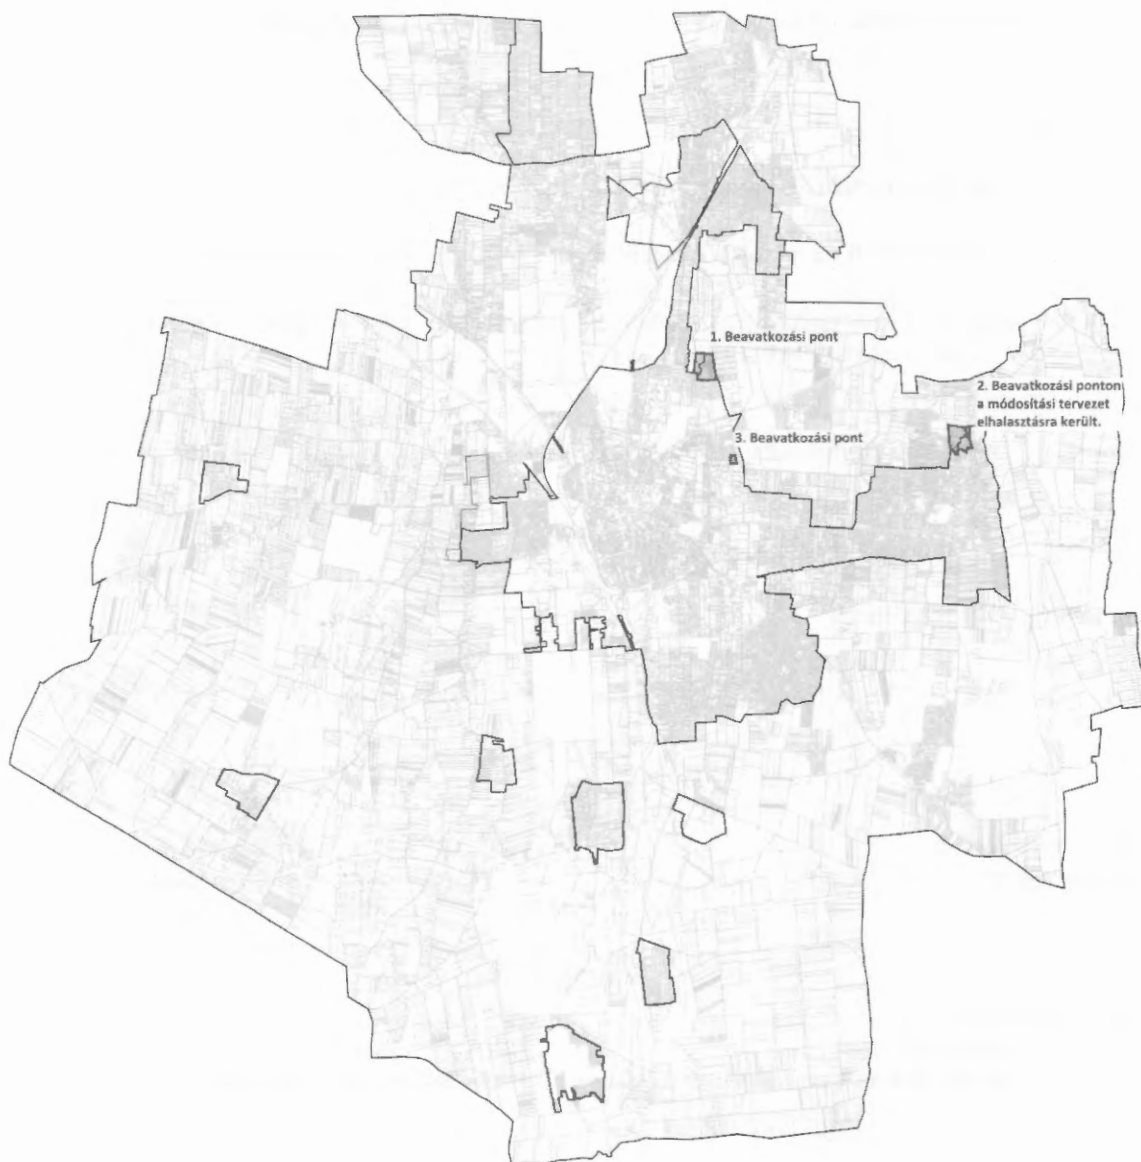 1. Beavatkozási pont
2. Beavatkozási ponton
a módosítási tervezet
elhalasztásra került.
3. Beavatkozási pont